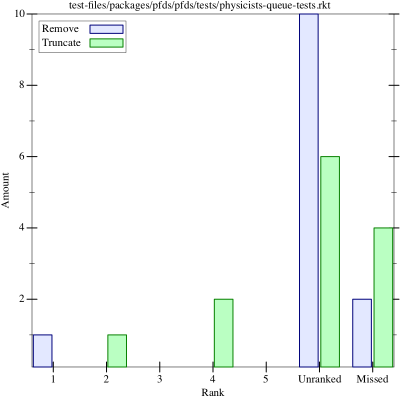 test-files/packages/pfds/pfds/tests/physicists-queue-tests.rkt
10
Remove
Truncate
8
6
Amount
4
2
1 2 3 4 5 Unranked Missed
Rank